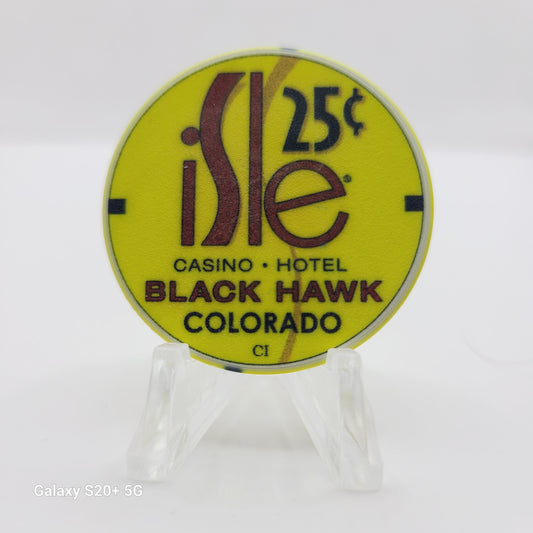 isle® 25¢
CASINO • HOTEL
BLACK HAWK
COLORADO
CI
Galaxy S20+ 5G